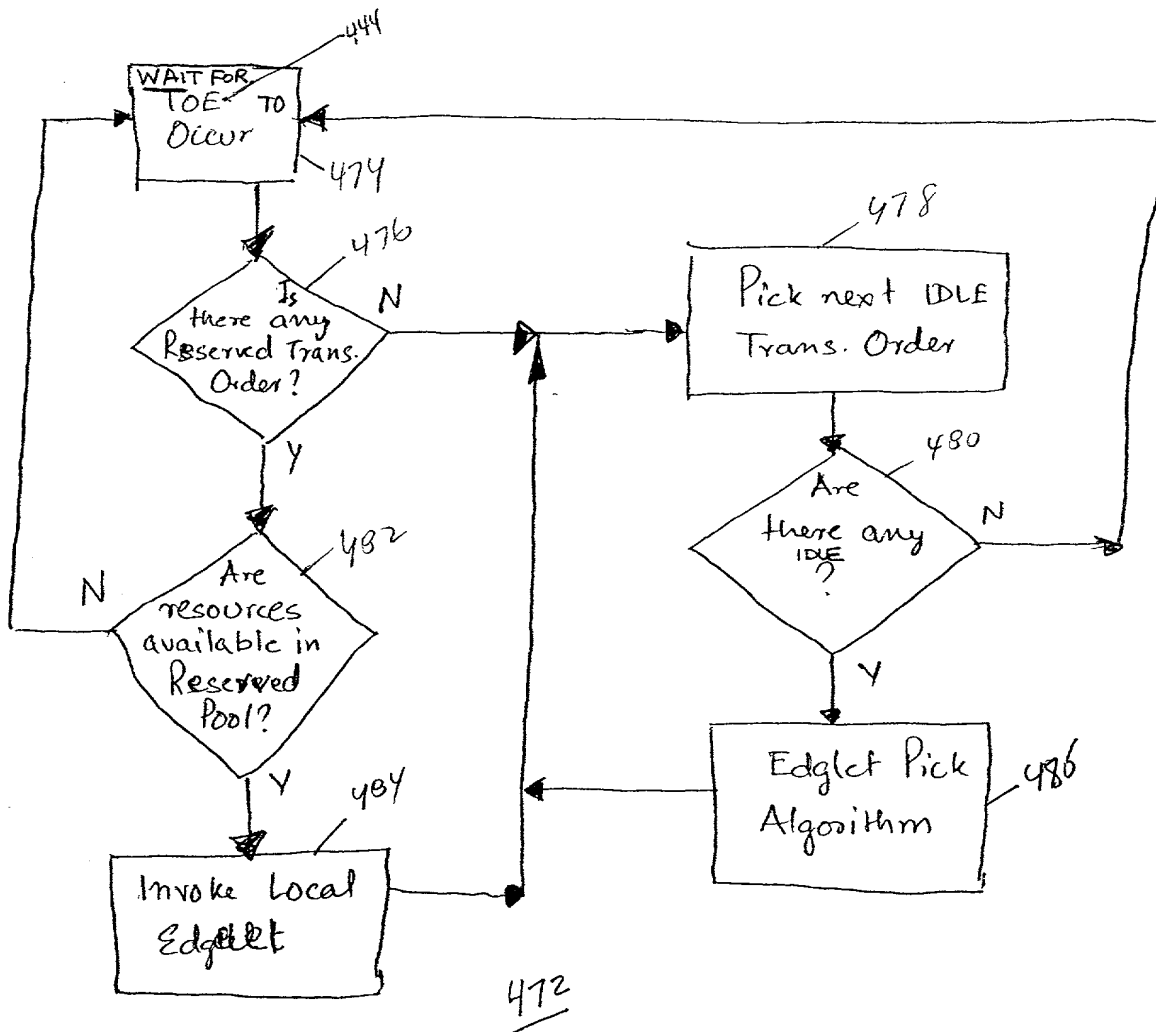 444
WAIT FOR
TOE TO
Occur
474
476
Is
there any
Reserved Trans.
Order?
N
Y
478
Pick next IDLE
Trans. Order
480
Are
there any
IDLE
?
N
Y
482
Are
resources
available in
Reserved
Pool?
N
Y
484
Invoke Local
Edglet
Edglet Pick
Algorithm
486
472